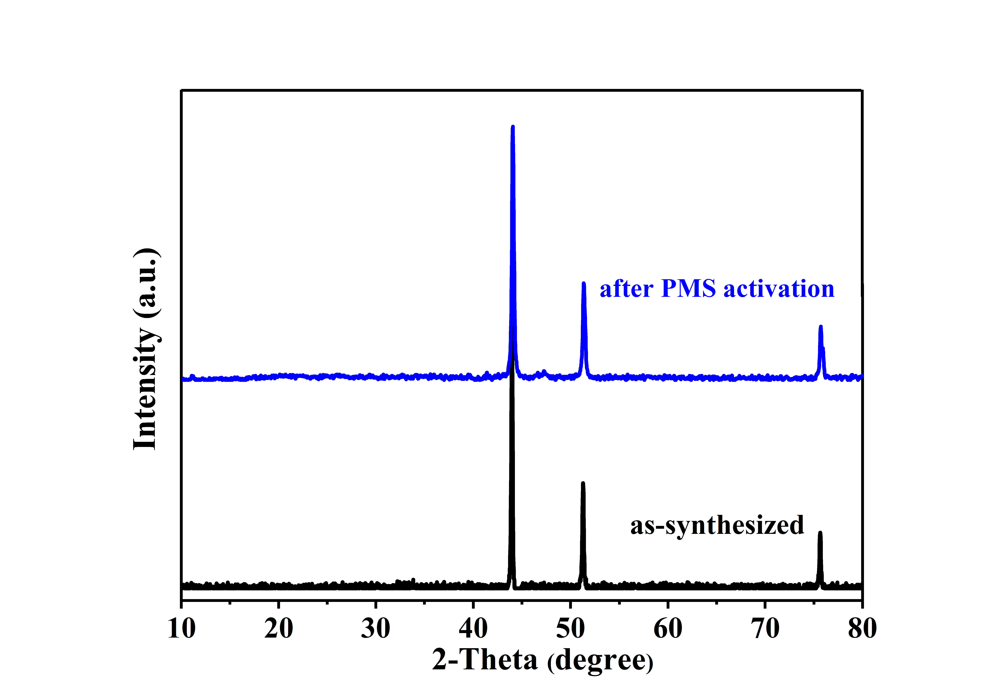 Intensity (a.u.)
after PMS activation
as-synthesized
10 20 30 40 50 60 70 80
2-Theta (degree)